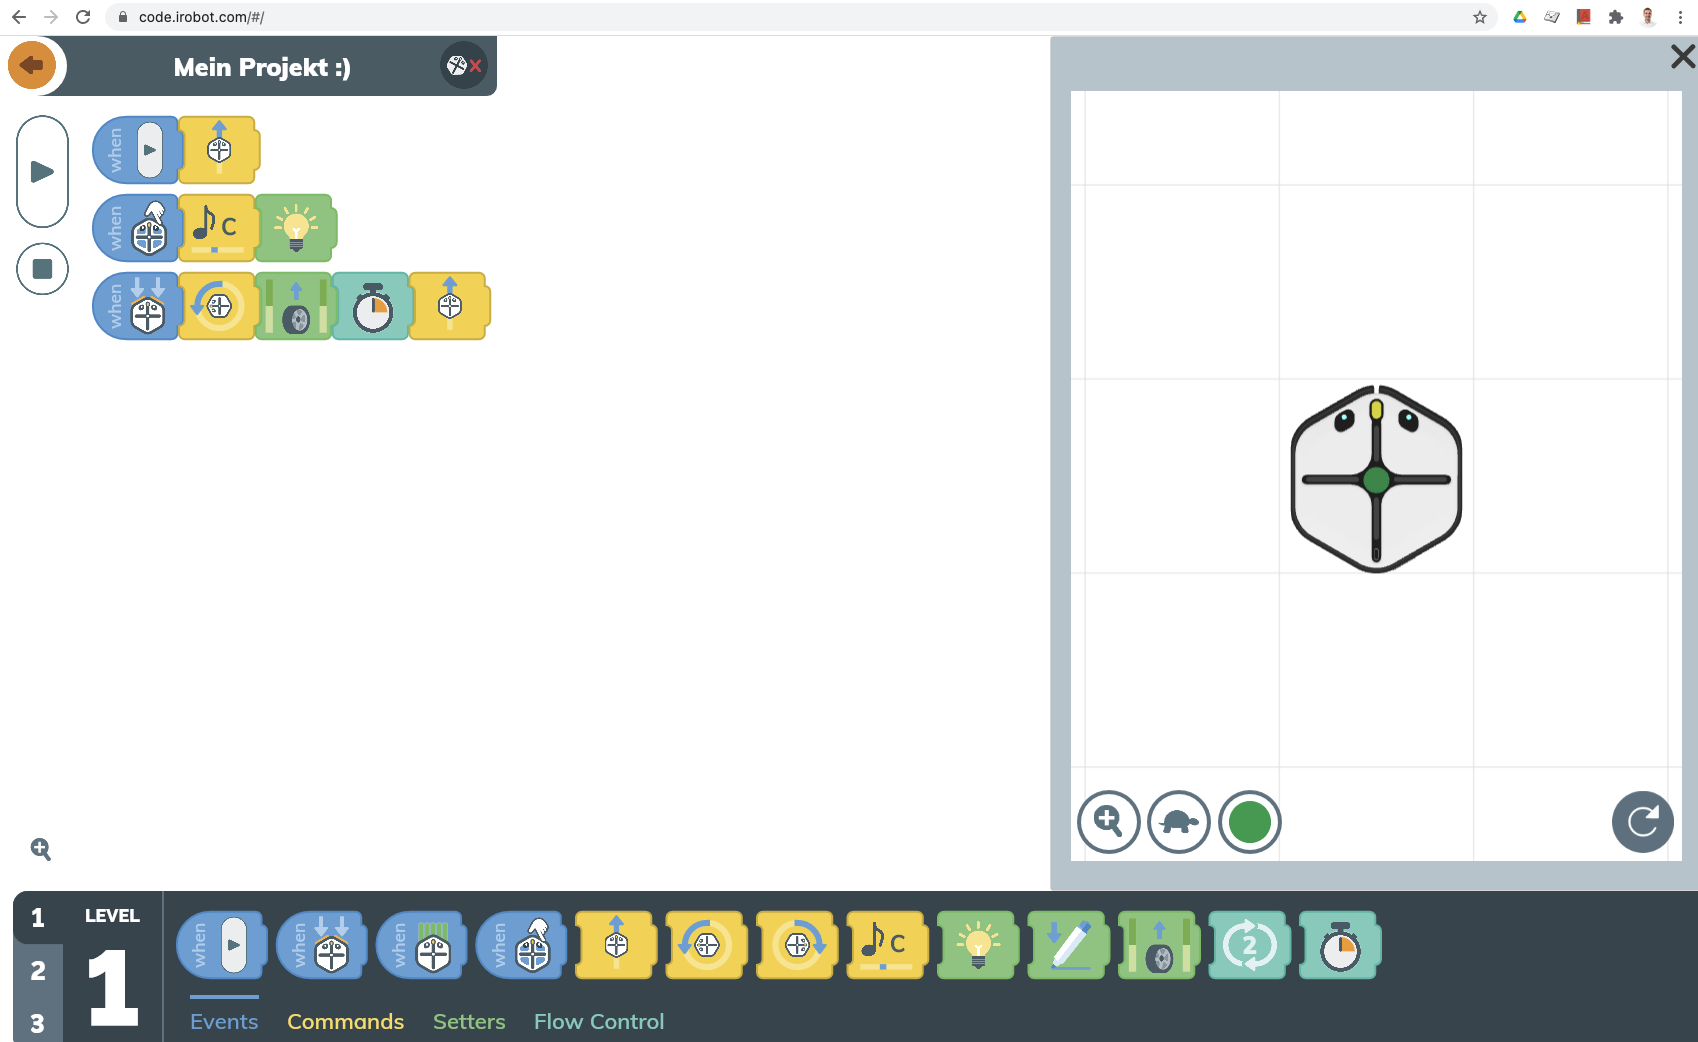 code.irobot.com/#/
Mein Projekt :)
when
when C
when
1 LEVEL
1
2
3
when when when when C 2
Events Commands Setters Flow Control